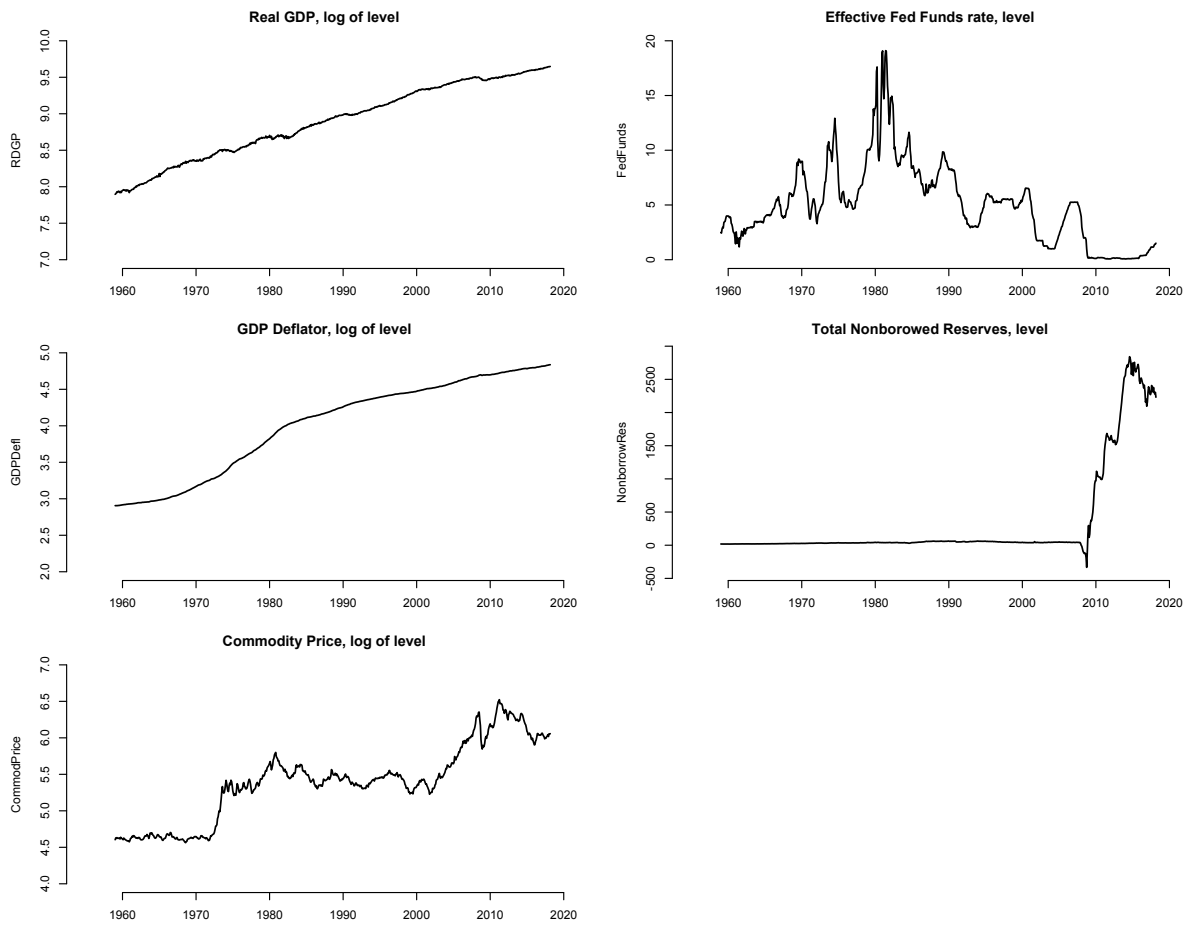 Real GDP, log of level
RDGP
10.0
9.5
9.0
8.5
8.0
7.5
7.0
1960 1970 1980 1990 2000 2010 2020
Effective Fed Funds rate, level
FedFunds
20
15
10
5
0
1960 1970 1980 1990 2000 2010 2020
GDP Deflator, log of level
GDPDefl
5.0
4.5
4.0
3.5
3.0
2.5
2.0
1960 1970 1980 1990 2000 2010 2020
Total Nonborowed Reserves, level
NonborrowRes
2500
1500
500
0
-500
1960 1970 1980 1990 2000 2010 2020
Commodity Price, log of level
CommodPrice
7.0
6.5
6.0
5.5
5.0
4.5
4.0
1960 1970 1980 1990 2000 2010 2020